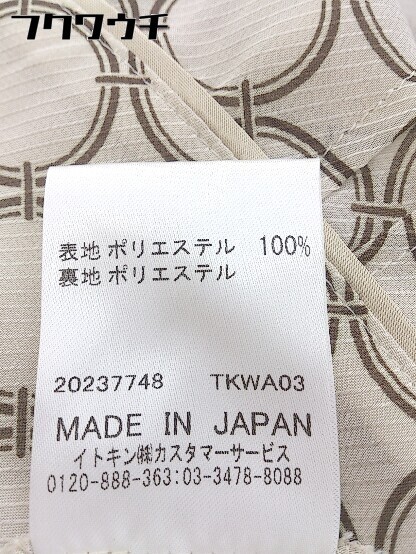 フクワウチ
表地 ポリエステル 100%
裏地 ポリエステル
20237748 TKWA03
MADE IN JAPAN
イトキン㈱カスタマーサービス
0120-888-363:03-3478-8088